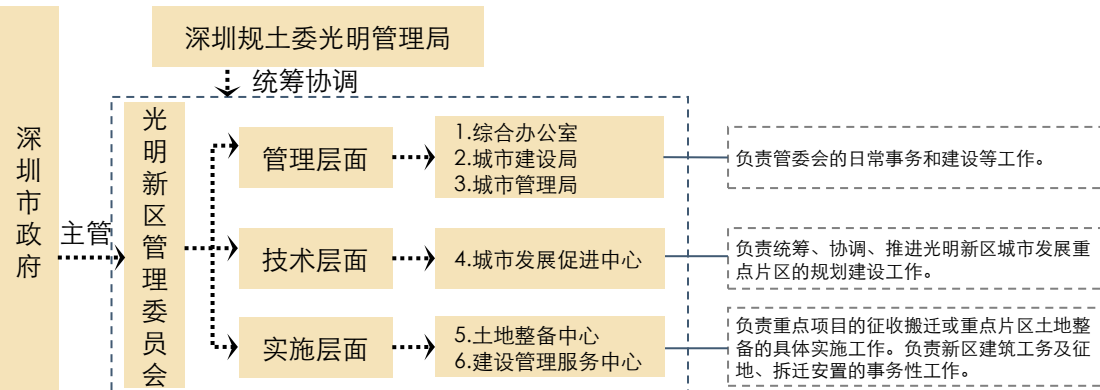 深圳规土委光明管理局
统筹协调
深圳市政府
主管
光明新区管理委员会
管理层面
1.综合办公室
2.城市建设局
3.城市管理局
负责管委会的日常事务和建设等工作。
技术层面
4.城市发展促进中心
负责统筹、协调、推进光明新区城市发展重
点片区的规划建设工作。
实施层面
5.土地整备中心
6.建设管理服务中心
负责重点项目的征收搬迁或重点片区土地整
备的具体实施工作。负责新区建筑工务及征
地、拆迁安置的事务性工作。